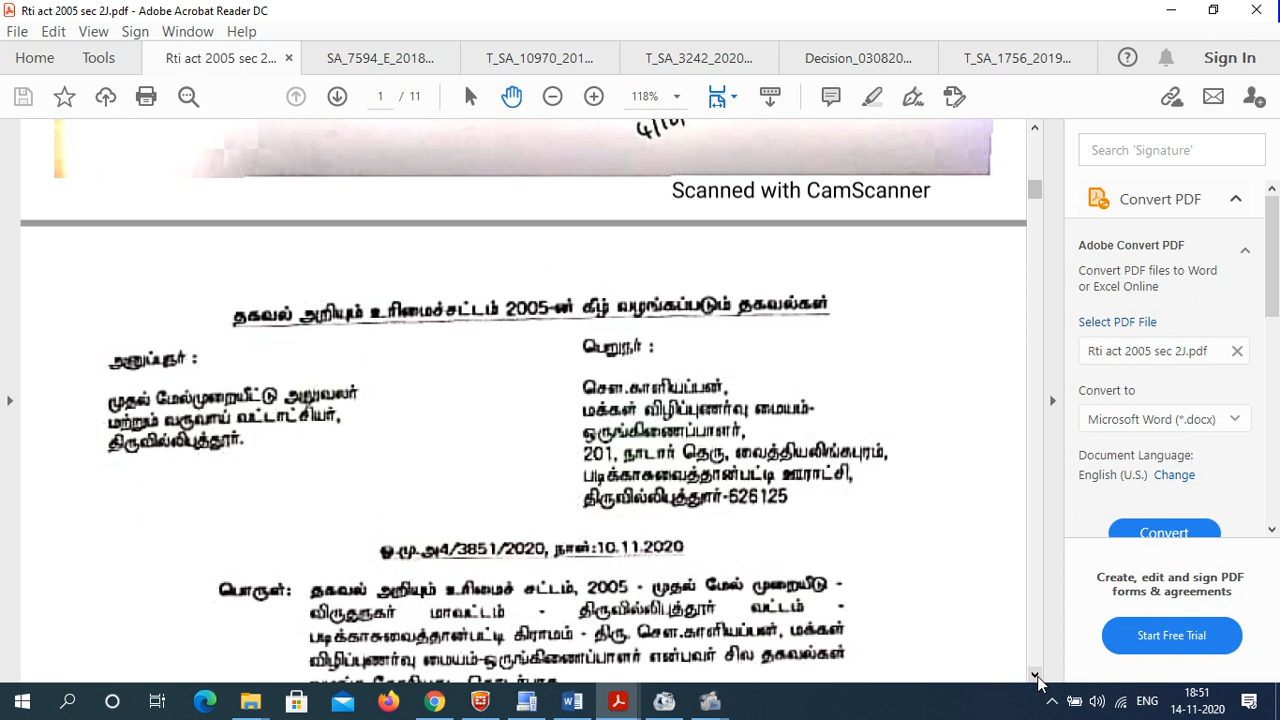 Rti act 2005 sec 2J.pdf - Adobe Acrobat Reader DC
File Edit View Sign Window Help
Home Tools Rti act 2005 sec 2... × SA_7594_E_2018... T_SA_10970_201... T_SA_3242_2020... Decision_030820... T_SA_1756_2019... Sign In
1 / 11 118%
4/10/
Scanned with CamScanner
தகவல் அறியும் உரிமைச்சட்டம் 2005-ன் கீழ் வழங்கப்படும் தகவல்கள்
அனுப்புநர் :
முதல் மேல்முறையீட்டு அலுவலர்
மற்றும் வருவாய் வட்டாட்சியர்,
திருவில்லிபுத்தூர்.
பெறுநர் :
சௌ.காளியப்பன்,
மக்கள் விழிப்புணர்வு மையம்-
ஒருங்கிணைப்பாளர்,
201, நாடார் தெரு, வைத்தியலிங்கபுரம்,
படிக்காசுவைத்தான்பட்டி ஊராட்சி,
திருவில்லிபுத்தூர்-626125
ஓ.மு.அ4/3851/2020, நாள்:10.11.2020
பொருள்: தகவல் அறியும் உரிமைச் சட்டம், 2005 - முதல் மேல் முறையீடு -
விருதுநகர் மாவட்டம் - திருவில்லிபுத்தூர் வட்டம் -
படிக்காசுவைத்தான்பட்டி கிராமம் - திரு. சௌ.காளியப்பன், மக்கள்
விழிப்புணர்வு மையம்-ஒருங்கிணைப்பாளர் என்பவர் சில தகவல்கள்
Search 'Signature'
Convert PDF
Adobe Convert PDF
Convert PDF files to Word
or Excel Online
Select PDF File
Rti act 2005 sec 2J.pdf ×
Convert to
Microsoft Word (*.docx)
Document Language:
English (U.S.) Change
Convert
Create, edit and sign PDF
forms & agreements
Start Free Trial
ENG
18:51
14-11-2020